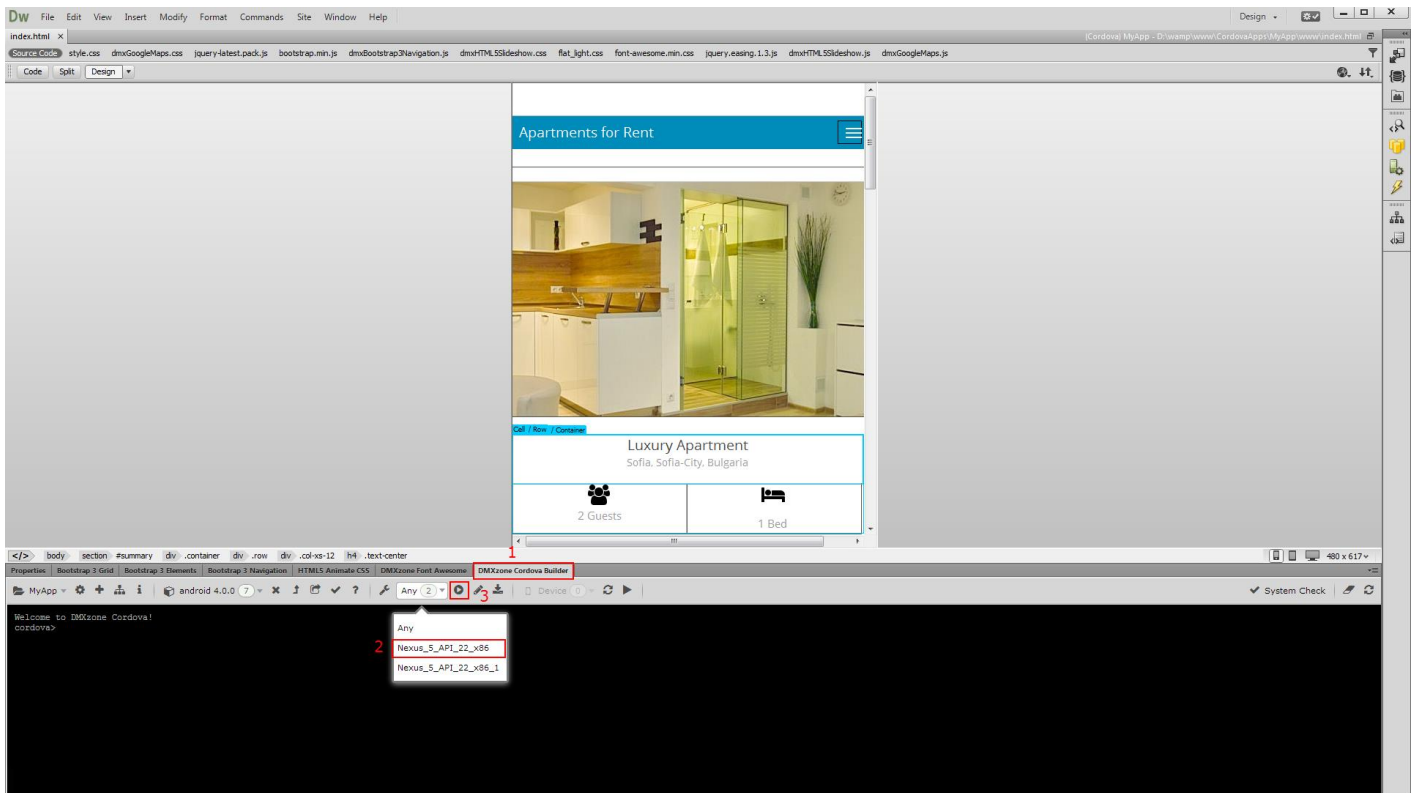 Dw File Edit View Insert Modify Format Commands Site Window Help Design
index.html × (Cordova) MyApp - D:\wamp\www\CordovaApps\MyApp\www\index.html
Source Code style.css dmxGoogleMaps.css jquery-latest.pack.js bootstrap.min.js dmxBootstrap3Navigation.js dmxHTML5Slideshow.css flat_light.css font-awesome.min.css jquery.easing.1.3.js dmxHTML5Slideshow.js dmxGoogleMaps.js
Code Split Design
Apartments for Rent
Cell / Row / Container
Luxury Apartment
Sofia, Sofia-City, Bulgaria
2 Guests 1 Bed
1
</> body section #summary div .container div .row div .col-xs-12 h4 .text-center 480 x 617
Properties Bootstrap 3 Grid Bootstrap 3 Elements Bootstrap 3 Navigation HTML5 Animate CSS DMXzone Font Awesome DMXzone Cordova Builder
MyApp android 4.0.0 7 Any 2 3 Device 0 System Check
Welcome to DMXzone Cordova!
cordova>
Any
2 Nexus_5_API_22_x86
Nexus_5_API_22_x86_1